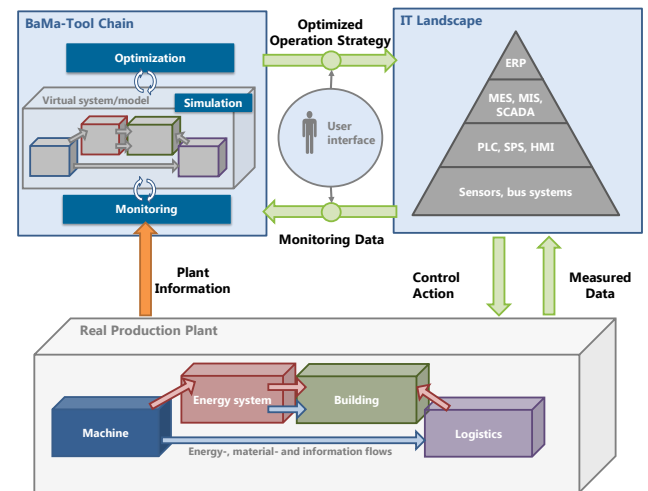 BaMa-Tool Chain
Optimization
Virtual system/model
Simulation
Monitoring
Optimized
Operation Strategy
User
interface
Monitoring Data
IT Landscape
ERP
MES, MIS,
SCADA
PLC, SPS, HMI
Sensors, bus systems
Plant
Information
Control
Action
Measured
Data
Real Production Plant
Energy system
Building
Machine
Logistics
Energy-, material- and information flows